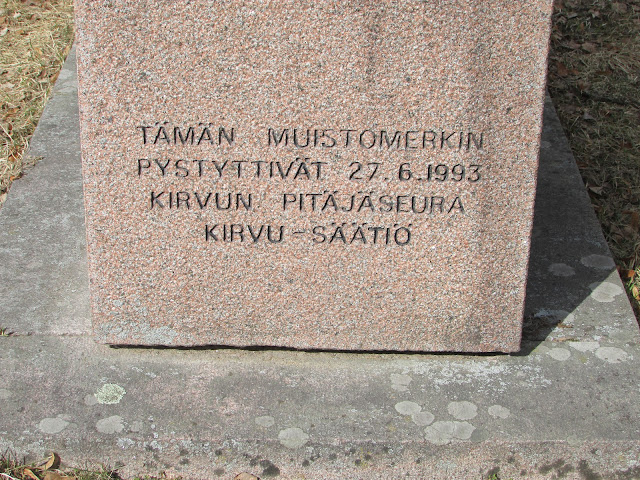 TÄMÄN MUISTOMERKIN
PYSTYTTIVÄT 27.6.1993
KIRVUN PITÄJÄSEURA
KIRVU-SÄÄTIÖ